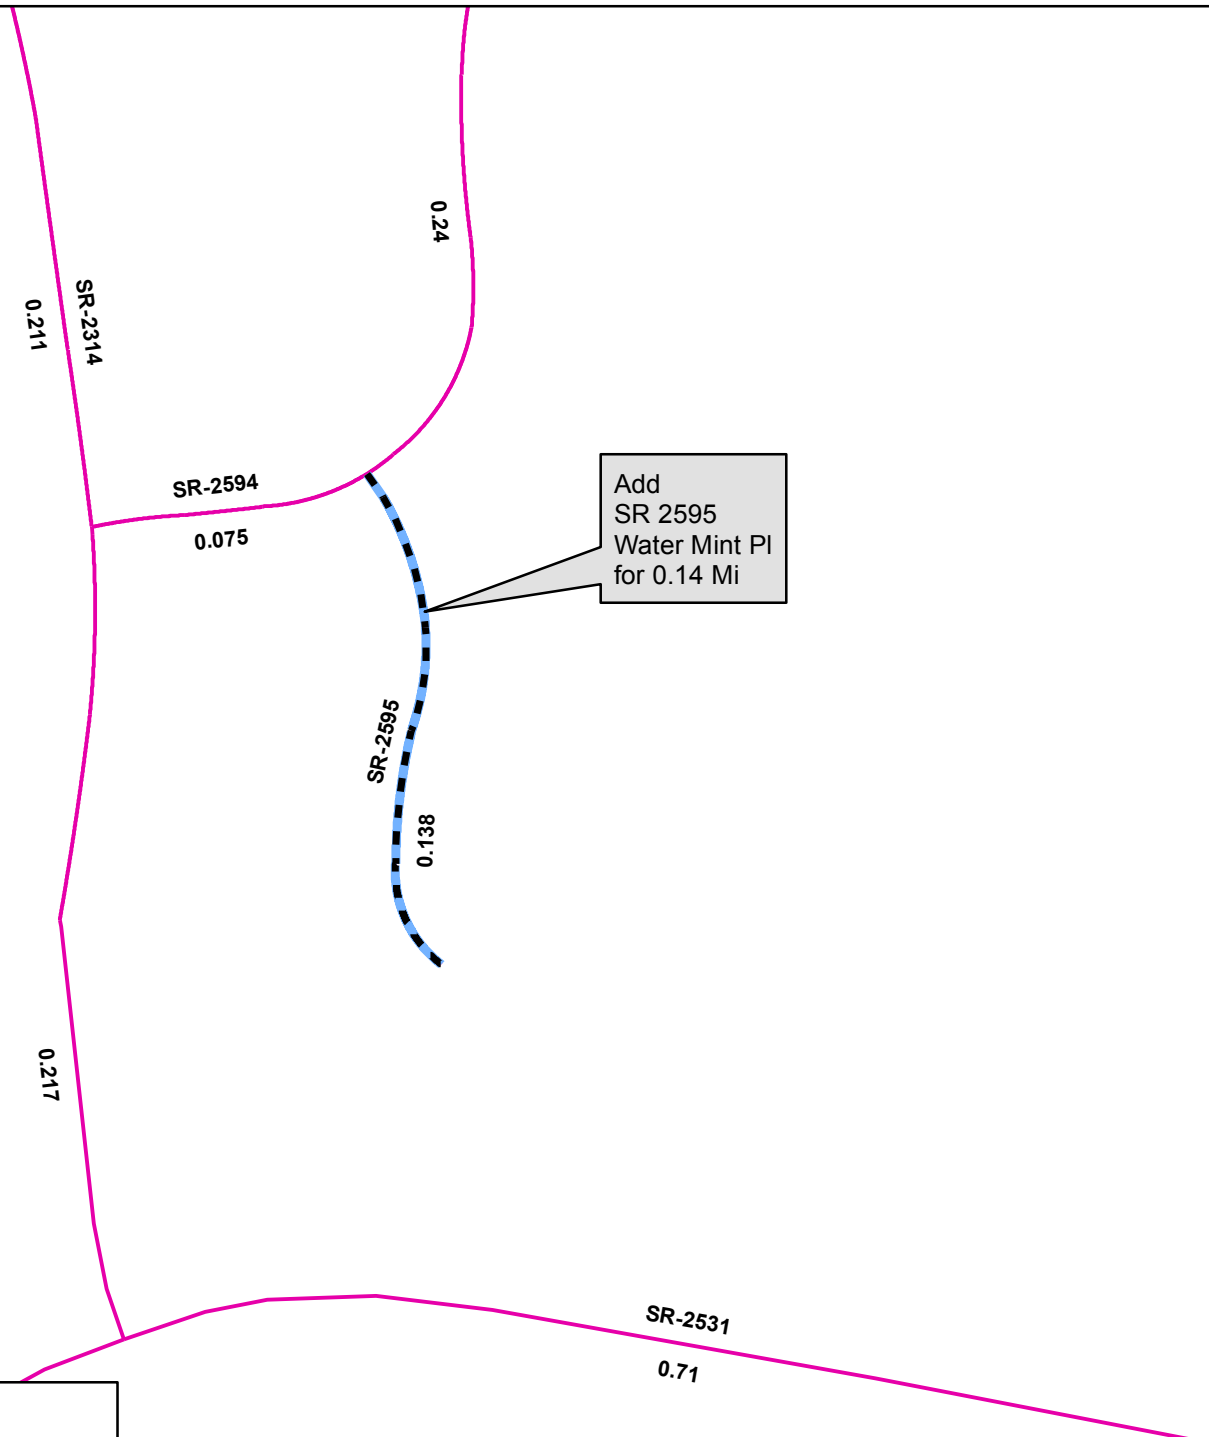 0.24
SR-2314
0.211
SR-2594
0.075
Add
SR 2595
Water Mint Pl
for 0.14 Mi
SR-2595
0.138
0.217
SR-2531
0.71